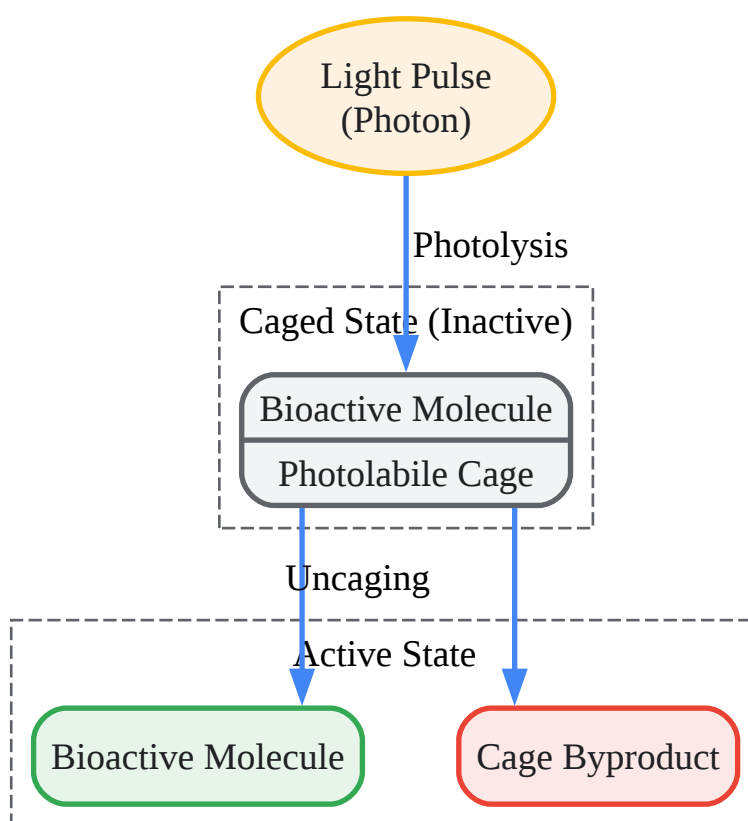 Light Pulse
(Photon)
Photolysis
Caged State (Inactive)
Bioactive Molecule
Photolabile Cage
Uncaging
Active State
Bioactive Molecule
Cage Byproduct